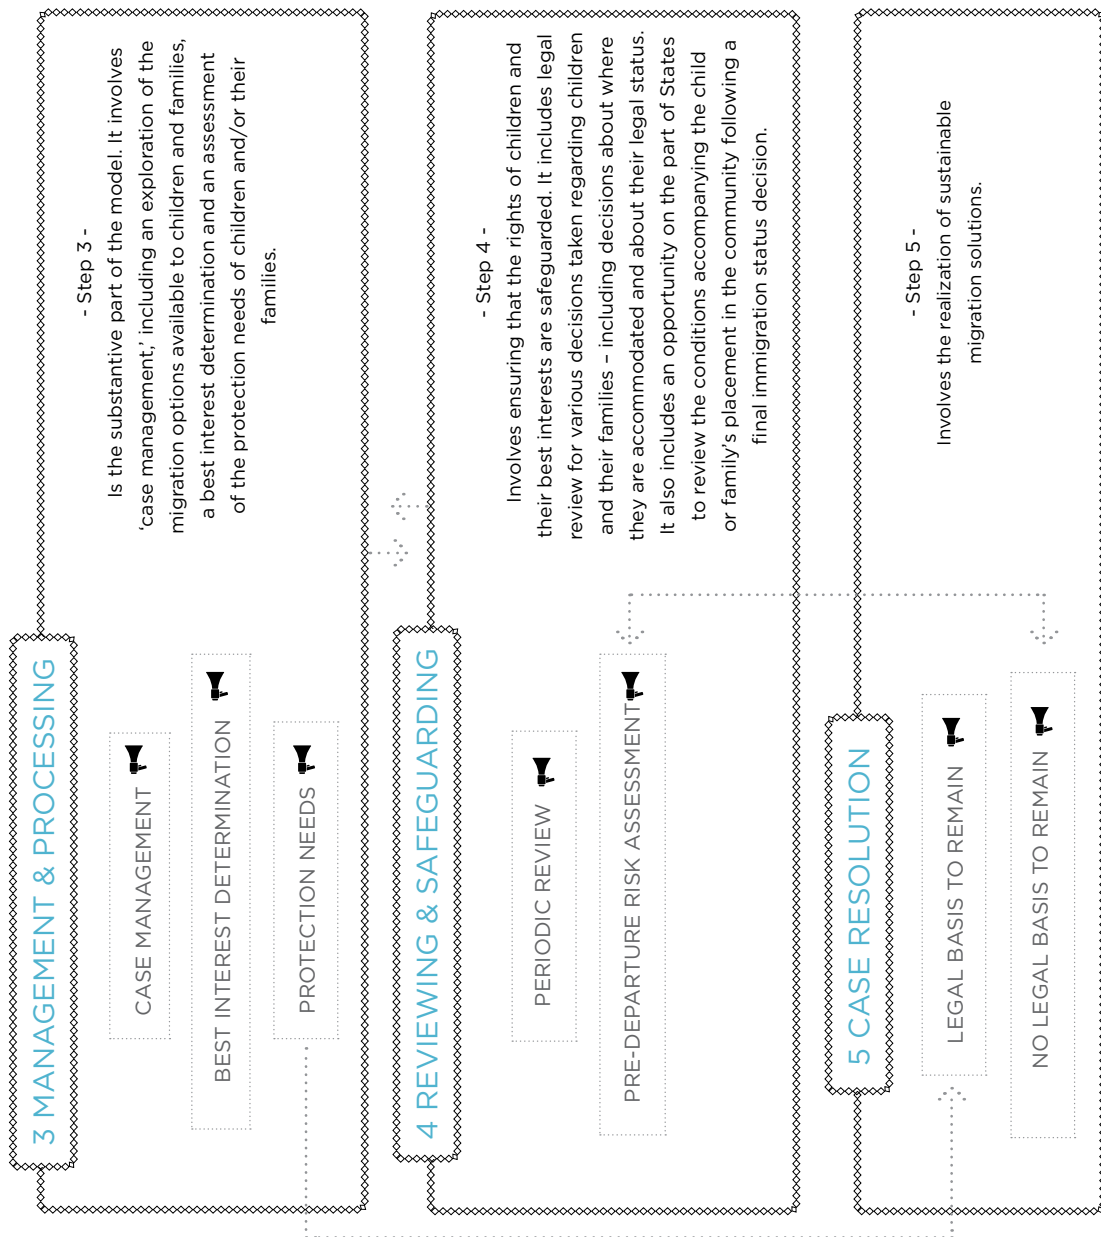 3 MANAGEMENT & PROCESSING
CASE MANAGEMENT
BEST INTEREST DETERMINATION
PROTECTION NEEDS
- Step 3 -
Is the substantive part of the model. It involves
‘case management,’ including an exploration of the
migration options available to children and families,
a best interest determination and an assessment
of the protection needs of children and/or their
families.
4 REVIEWING & SAFEGUARDING
PERIODIC REVIEW
PRE-DEPARTURE RISK ASSESSMENT
- Step 4 -
Involves ensuring that the rights of children and
their best interests are safeguarded. It includes legal
review for various decisions taken regarding children
and their families – including decisions about where
they are accommodated and about their legal status.
It also includes an opportunity on the part of States
to review the conditions accompanying the child
or family’s placement in the community following a
final immigration status decision.
5 CASE RESOLUTION
LEGAL BASIS TO REMAIN
NO LEGAL BASIS TO REMAIN
- Step 5 -
Involves the realization of sustainable
migration solutions.